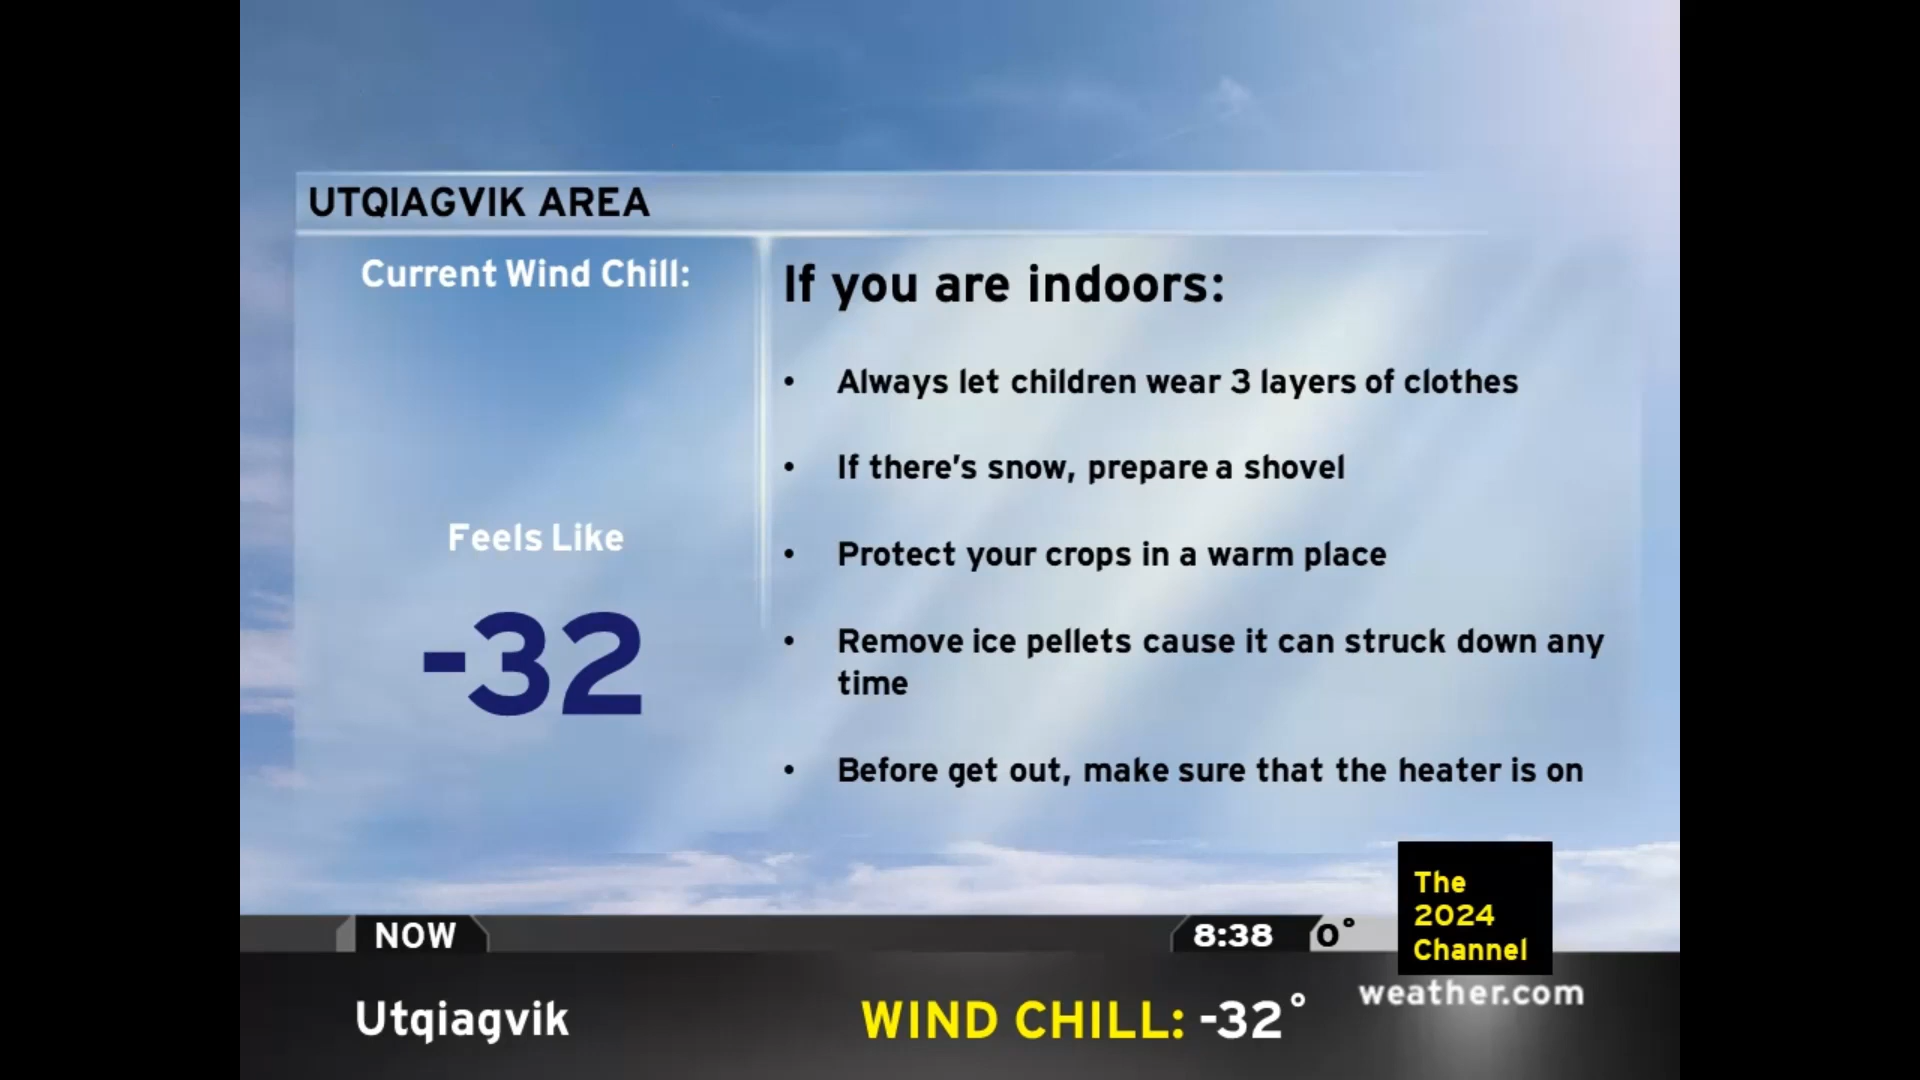 UTQIAGVIK AREA
Current Wind Chill:
Feels Like
-32
If you are indoors:
• Always let children wear 3 layers of clothes
• If there's snow, prepare a shovel
• Protect your crops in a warm place
• Remove ice pellets cause it can struck down any
time
• Before get out, make sure that the heater is on
NOW
8:38
0°
The
2024
Channel
weather.com
Utqiagvik
WIND CHILL: -32°